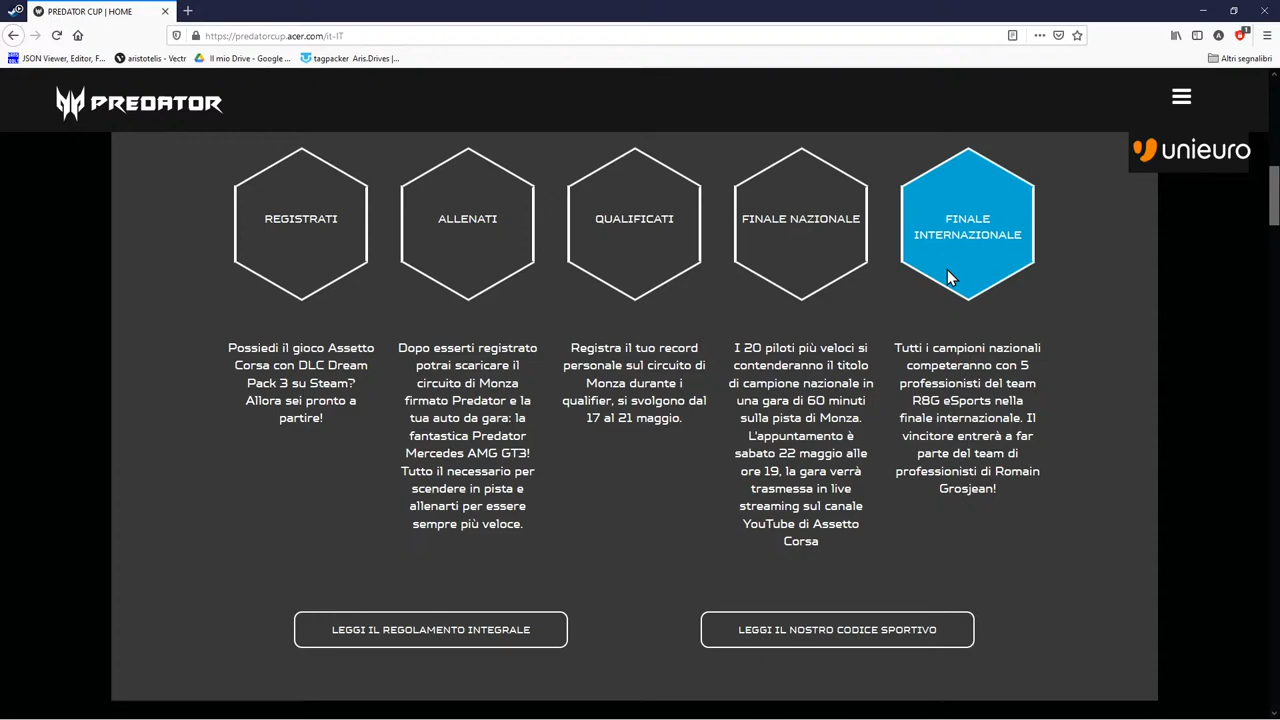 PREDATOR CUP | HOME
https://predatorcup.acer.com/it-IT
JSON Viewer, Editor, F...
aristotelis - Vectr
Il mio Drive - Google ...
tagpacker Aris.Drives |...
Altri segnalibri
PREDATOR
unieuro
REGISTRATI
ALLENATI
QUALIFICATI
FINALE NAZIONALE
FINALE
INTERNAZIONALE
Possiedi il gioco Assetto
Corsa con DLC Dream
Pack 3 su Steam?
Allora sei pronto a
partire!
Dopo esserti registrato
potrai scaricare il
circuito di Monza
firmato Predator e la
tua auto da gara: la
fantastica Predator
Mercedes AMG GT3!
Tutto il necessario per
scendere in pista e
allenarti per essere
sempre più veloce.
Registra il tuo record
personale sul circuito di
Monza durante i
qualifier, si svolgono dal
17 al 21 maggio.
I 20 piloti più veloci si
contenderanno il titolo
di campione nazionale in
una gara di 60 minuti
sulla pista di Monza.
L'appuntamento è
sabato 22 maggio alle
ore 19, la gara verrà
trasmessa in live
streaming sul canale
YouTube di Assetto
Corsa
Tutti i campioni nazionali
competeranno con 5
professionisti del team
R8G eSports nella
finale internazionale. Il
vincitore entrerà a far
parte del team di
professionisti di Romain
Grosjean!
LEGGI IL REGOLAMENTO INTEGRALE
LEGGI IL NOSTRO CODICE SPORTIVO